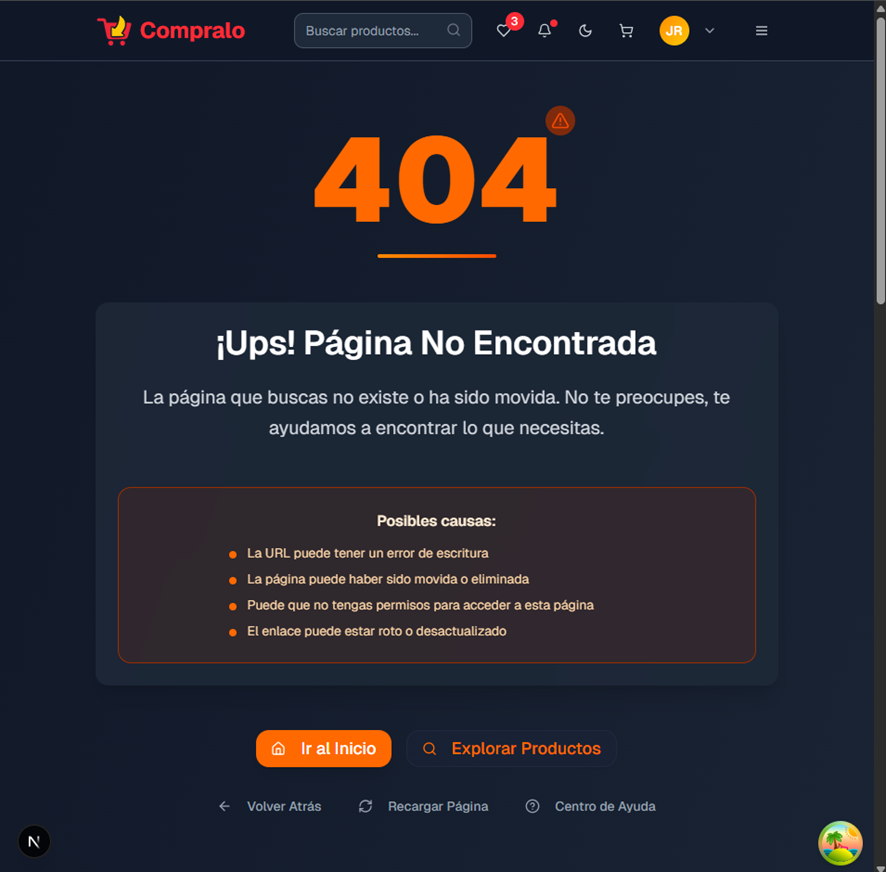 Compralo
Buscar productos...
3
JR
404
¡Ups! Página No Encontrada
La página que buscas no existe o ha sido movida. No te preocupes, te
ayudamos a encontrar lo que necesitas.
Posibles causas:
La URL puede tener un error de escritura
La página puede haber sido movida o eliminada
Puede que no tengas permisos para acceder a esta página
El enlace puede estar roto o desactualizado
Ir al Inicio
Explorar Productos
Volver Atrás
Recargar Página
Centro de Ayuda
N